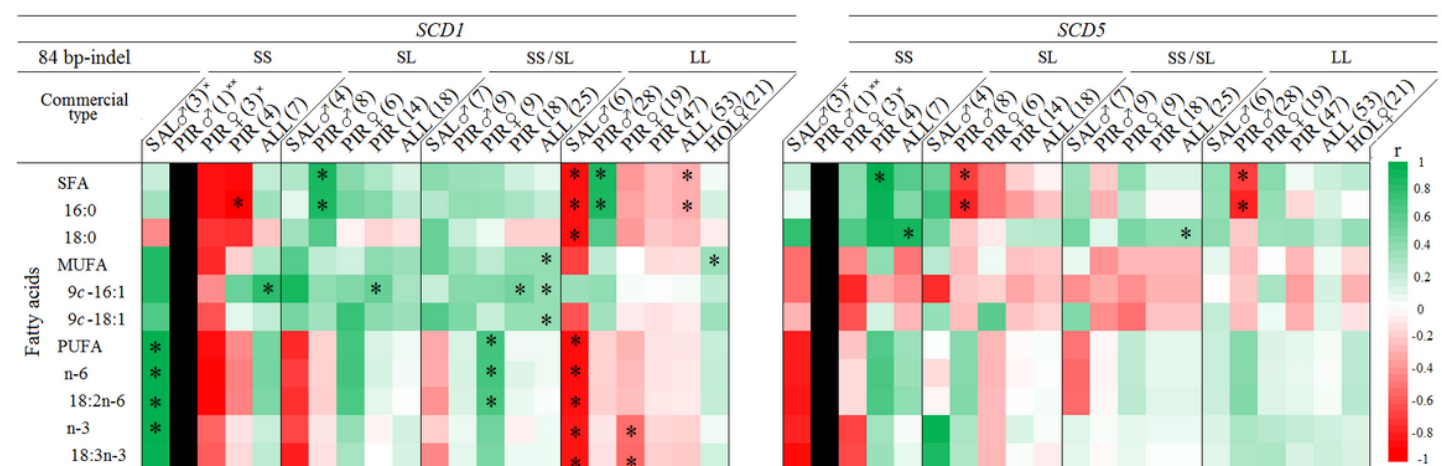 SCD1 SCD5
84 bp-indel SS SL SS/SL LL SS SL SS/SL LL
Commercial type
SAL♂(3)* PIR♂(1)** PIR♀(3)* PIR (4) ALL (7) SAL♂(4) PIR♂(8) PIR♀(6) PIR (14) ALL (18) SAL♂(7) PIR♂(9) PIR♀(9) PIR (18) ALL (25) SAL♂(6) PIR♂(28) PIR♀(19) PIR (47) ALL (53) HOL♀(21)
SAL♂(3)* PIR♂(1)** PIR♀(3)* PIR (4) ALL (7) SAL♂(4) PIR♂(8) PIR♀(6) PIR (14) ALL (18) SAL♂(7) PIR♂(9) PIR♀(9) PIR (18) ALL (25) SAL♂(6) PIR♂(28) PIR♀(19) PIR (47) ALL (53) HOL♀(21)
Fatty acids
SFA
16:0
18:0
MUFA
9c-16:1
9c-18:1
PUFA
n-6
18:2n-6
n-3
18:3n-3
r
1
0.8
0.6
0.4
0.2
0
-0.2
-0.4
-0.6
-0.8
-1